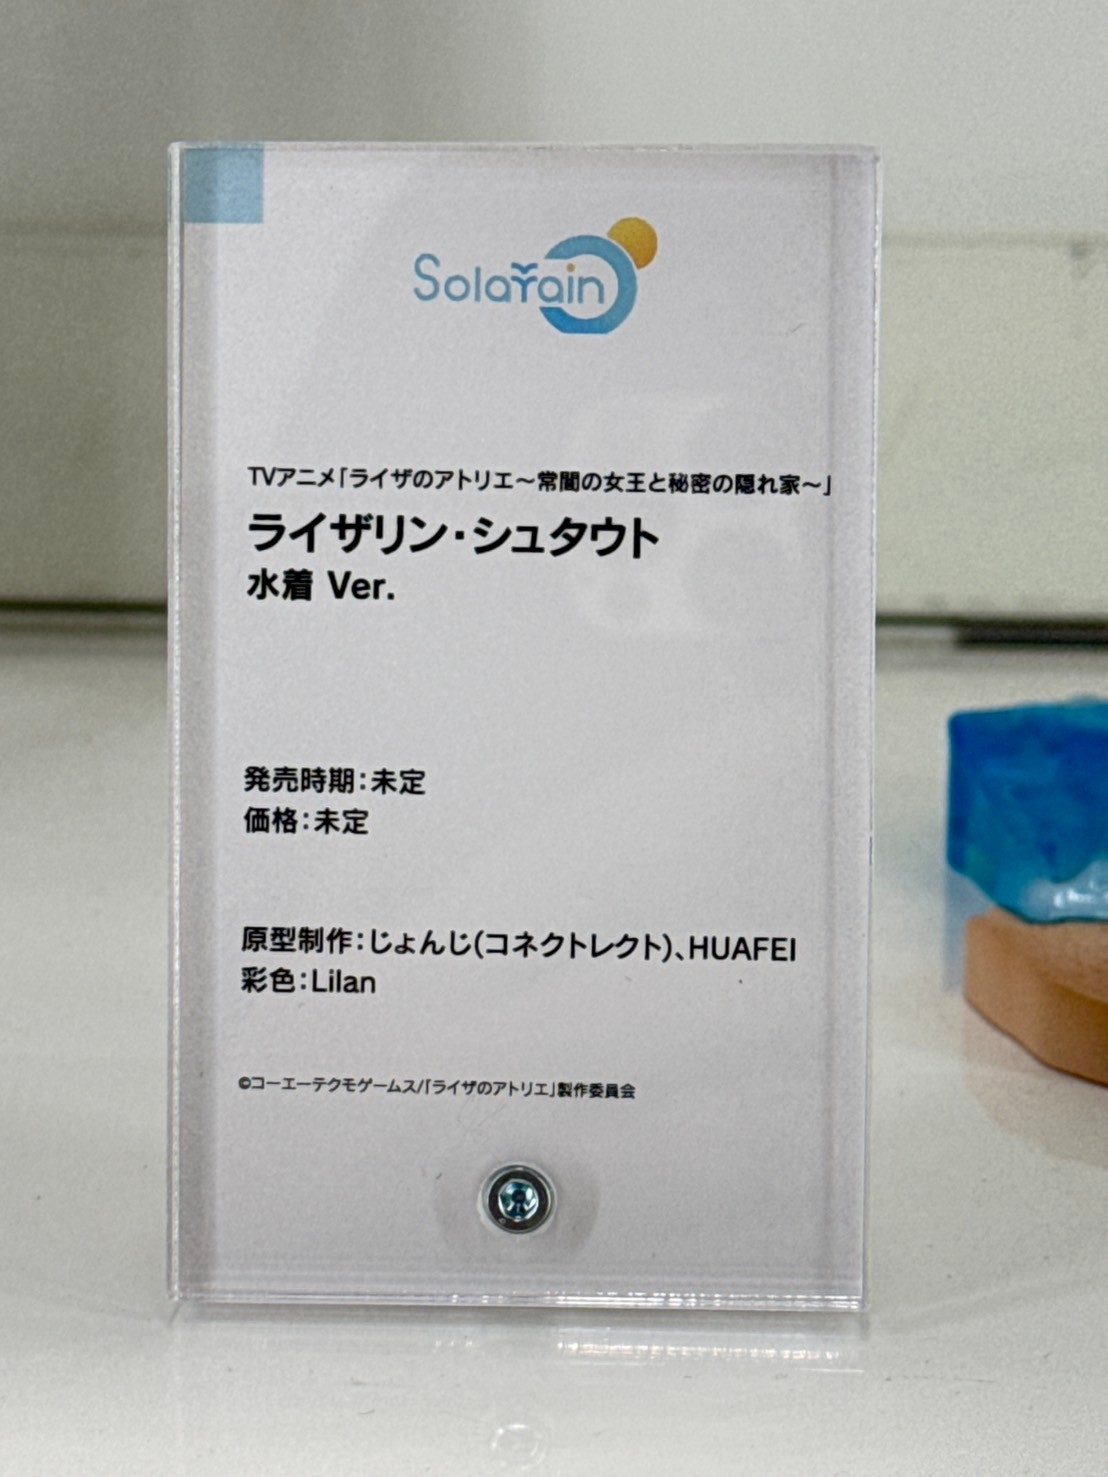 Solarain
TVアニメ「ライザのアトリエ～常闇の女王と秘密の隠れ家～」
ライザリン・シュタウト
水着 Ver.
発売時期：未定
価格：未定
原型制作：じょんじ(コネクトレクト)、HUAFEI
彩色：Lilan
©コーエーテクモゲームス/「ライザのアトリエ」製作委員会